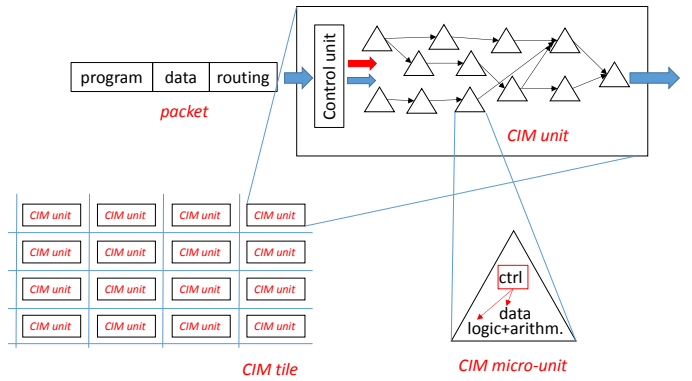 program data routing
packet
Control unit
CIM unit
CIM unit CIM unit CIM unit CIM unit
CIM unit CIM unit CIM unit CIM unit
CIM unit CIM unit CIM unit CIM unit
CIM unit CIM unit CIM unit CIM unit
CIM tile
ctrl
data
logic+arithm.
CIM micro-unit